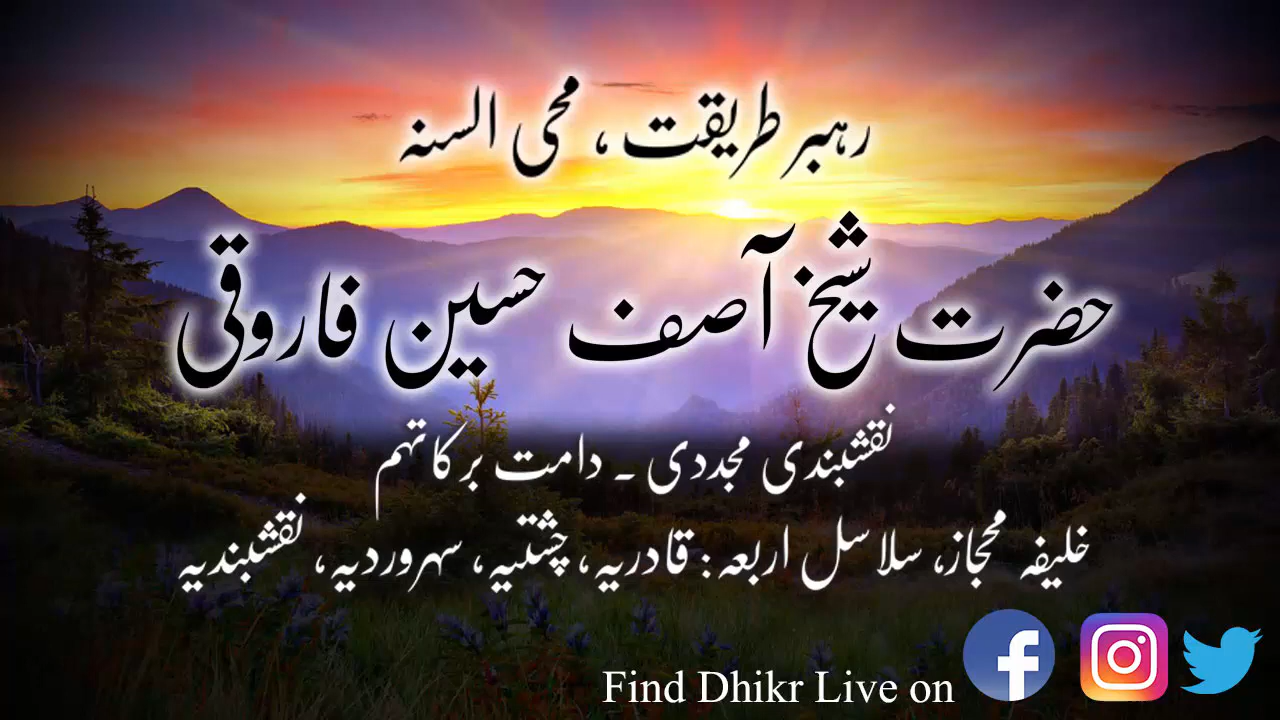 رہبر طریقت، محی السنہ
حضرت شیخ آصف حسین فاروقی
نقشبندی مجددی ۔ دامت برکاتہم
خلیفہ مجاز، سلاسل اربعہ: قادریہ، چشتیہ، سہروردیہ، نقشبندیہ
Find Dhikr Live on